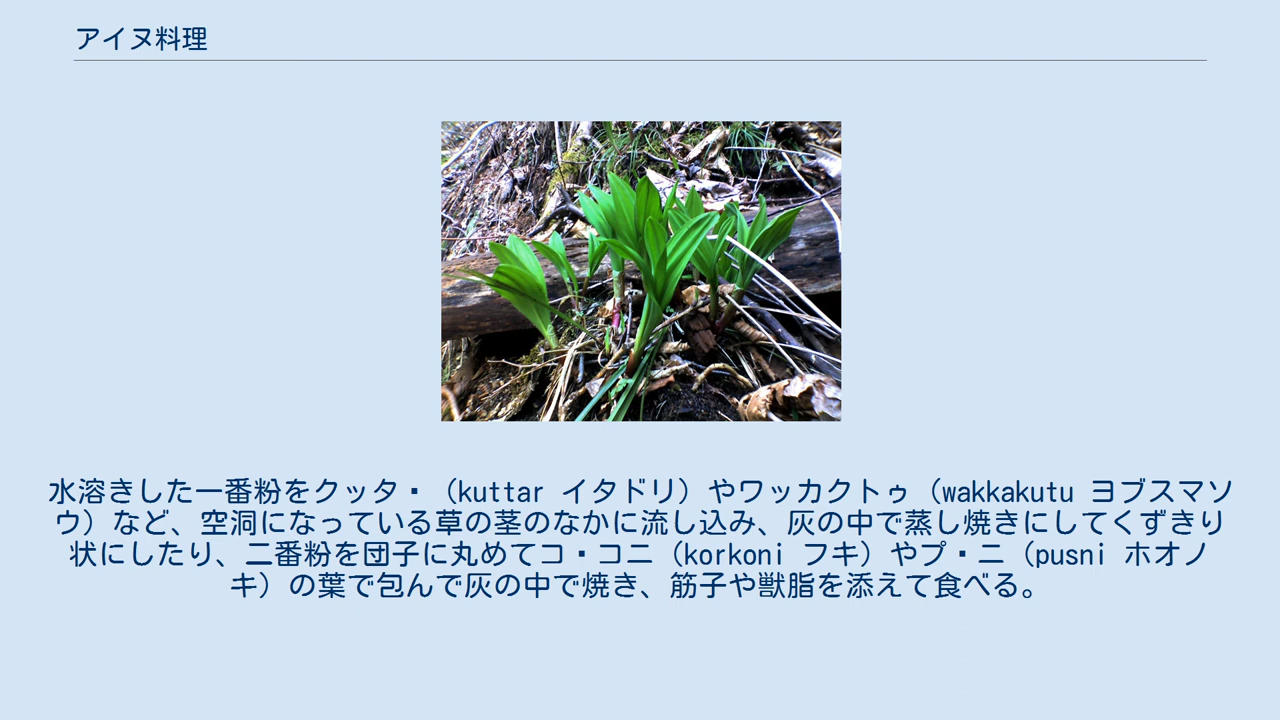 アイヌ料理
水溶きした一番粉をクッタ・（kuttar イタドリ）やワッカクトゥ（wakkakutu ヨブスマソ
ウ）など、空洞になっている草の茎のなかに流し込み、灰の中で蒸し焼きにしてくずきり
状にしたり、二番粉を団子に丸めてコ・コニ（korkoni フキ）やプ・ニ（pusni ホオノ
キ）の葉で包んで灰の中で焼き、筋子や獣脂を添えて食べる。